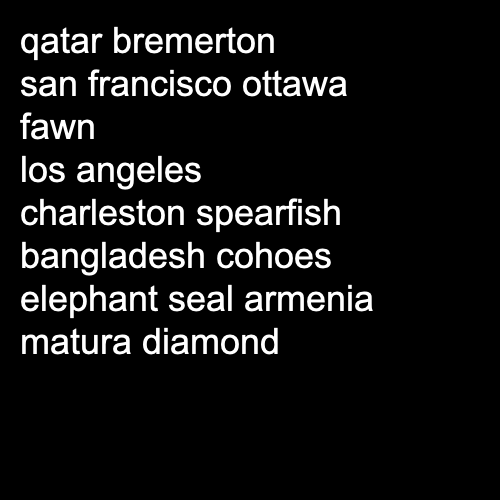 qatar bremerton
san francisco ottawa
fawn
los angeles
charleston spearfish
bangladesh cohoes
elephant seal armenia
matura diamond